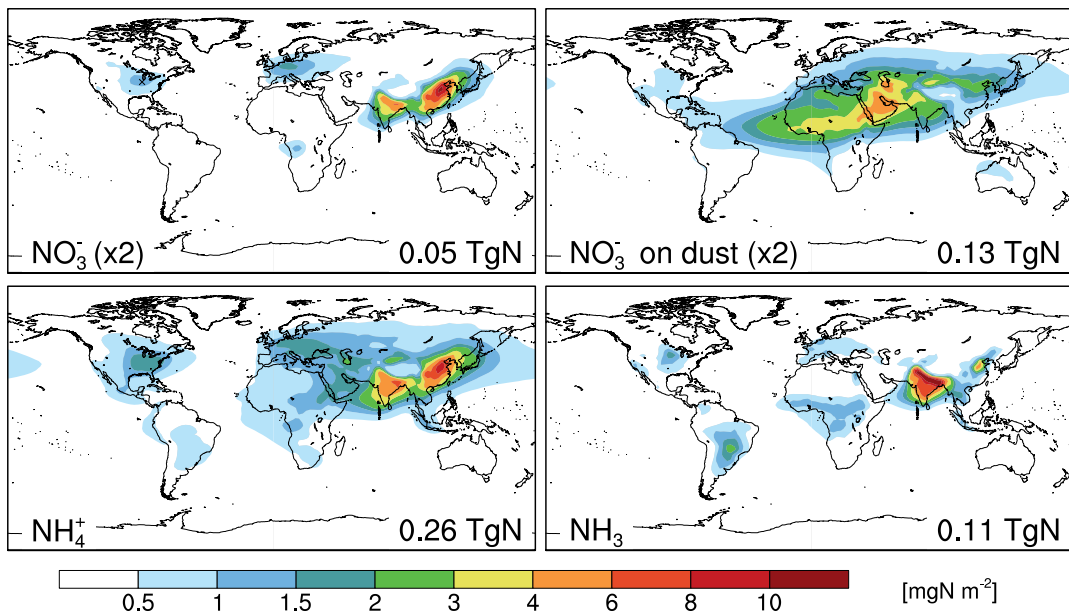 NO₃⁻ (x2) 0.05 TgN
NO₃⁻ on dust (x2) 0.13 TgN
NH₄⁺ 0.26 TgN
NH₃ 0.11 TgN
0.5 1 1.5 2 3 4 6 8 10 [mgN m⁻²]